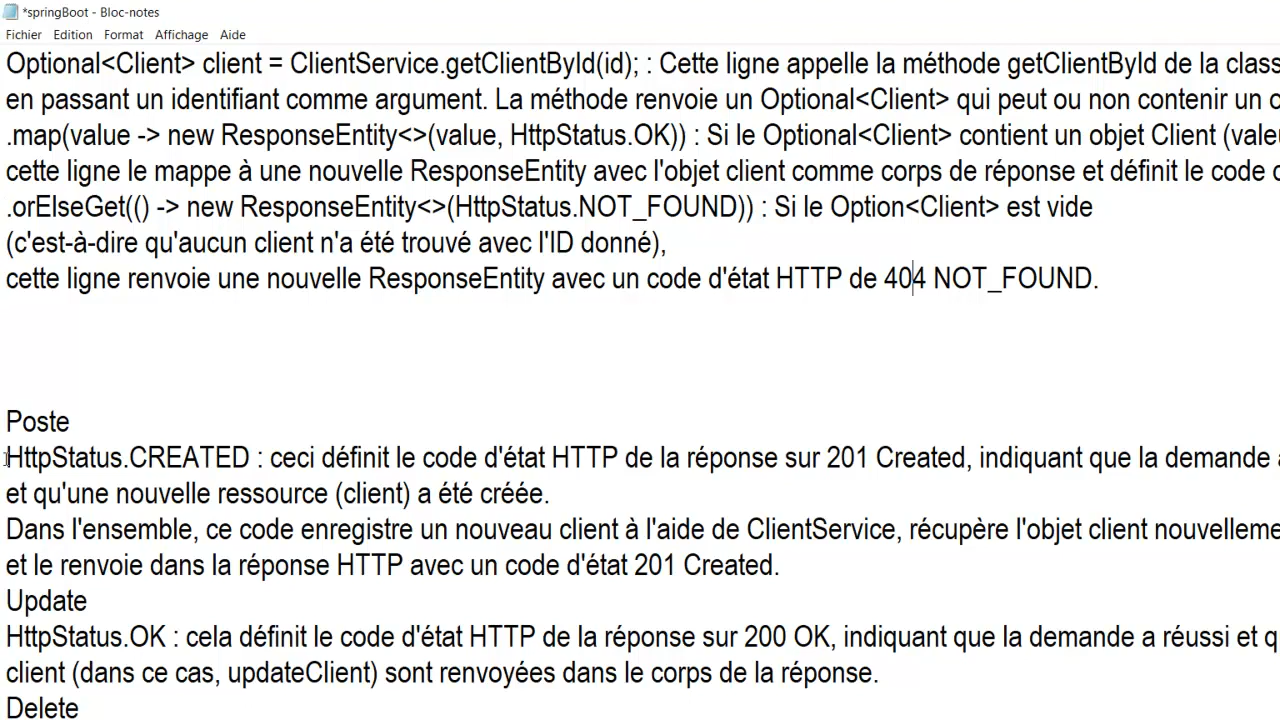 *springBoot - Bloc-notes
Fichier Edition Format Affichage Aide
Optional<Client> client = ClientService.getClientById(id); : Cette ligne appelle la méthode getClientById de la class
en passant un identifiant comme argument. La méthode renvoie un Optional<Client> qui peut ou non contenir un o
.map(value -> new ResponseEntity<>(value, HttpStatus.OK)) : Si le Optional<Client> contient un objet Client (valeu
cette ligne le mappe à une nouvelle ResponseEntity avec l'objet client comme corps de réponse et définit le code d
.orElseGet(() -> new ResponseEntity<>(HttpStatus.NOT_FOUND)) : Si le Option<Client> est vide
(c'est-à-dire qu'aucun client n'a été trouvé avec l'ID donné),
cette ligne renvoie une nouvelle ResponseEntity avec un code d'état HTTP de 404 NOT_FOUND.
Poste
HttpStatus.CREATED : ceci définit le code d'état HTTP de la réponse sur 201 Created, indiquant que la demande a
et qu'une nouvelle ressource (client) a été créée.
Dans l'ensemble, ce code enregistre un nouveau client à l'aide de ClientService, récupère l'objet client nouvelleme
et le renvoie dans la réponse HTTP avec un code d'état 201 Created.
Update
HttpStatus.OK : cela définit le code d'état HTTP de la réponse sur 200 OK, indiquant que la demande a réussi et q
client (dans ce cas, updateClient) sont renvoyées dans le corps de la réponse.
Delete